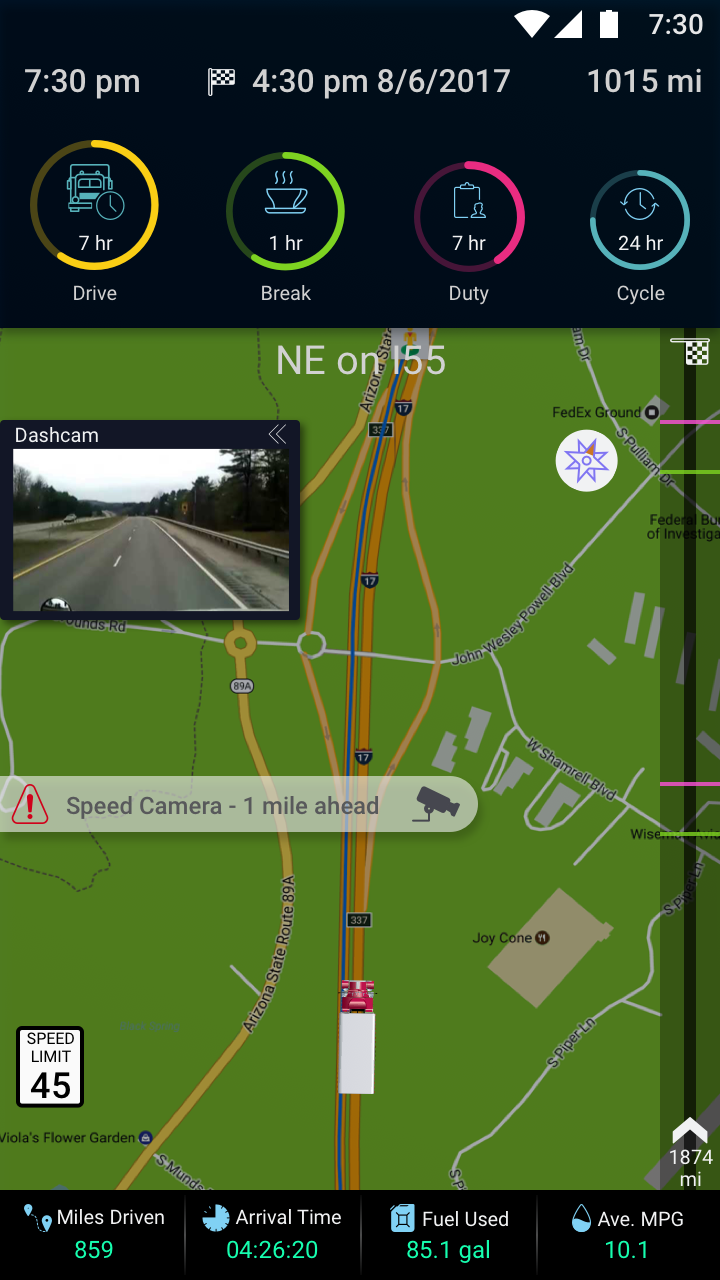 7:30
7:30 pm
4:30 pm 8/6/2017
1015 mi
7 hr
1 hr
7 hr
24 hr
Drive
Break
Duty
Cycle
NE on I55
Arizona State
17
337
FedEx Ground
S Pulliam Dr
Dashcam
Federal Bu
of Investiga
17
John Wesley Powell Blvd
ounds Rd
89A
17
W Shamrell Blvd
Speed Camera - 1 mile ahead
Wisem
S Piper Ln
Arizona State Route 89A
337
Joy Cone
SPEED
LIMIT
45
S Piper Ln
Viola's Flower Garden
S Munds
1874
mi
Miles Driven
859
Arrival Time
04:26:20
Fuel Used
85.1 gal
Ave. MPG
10.1